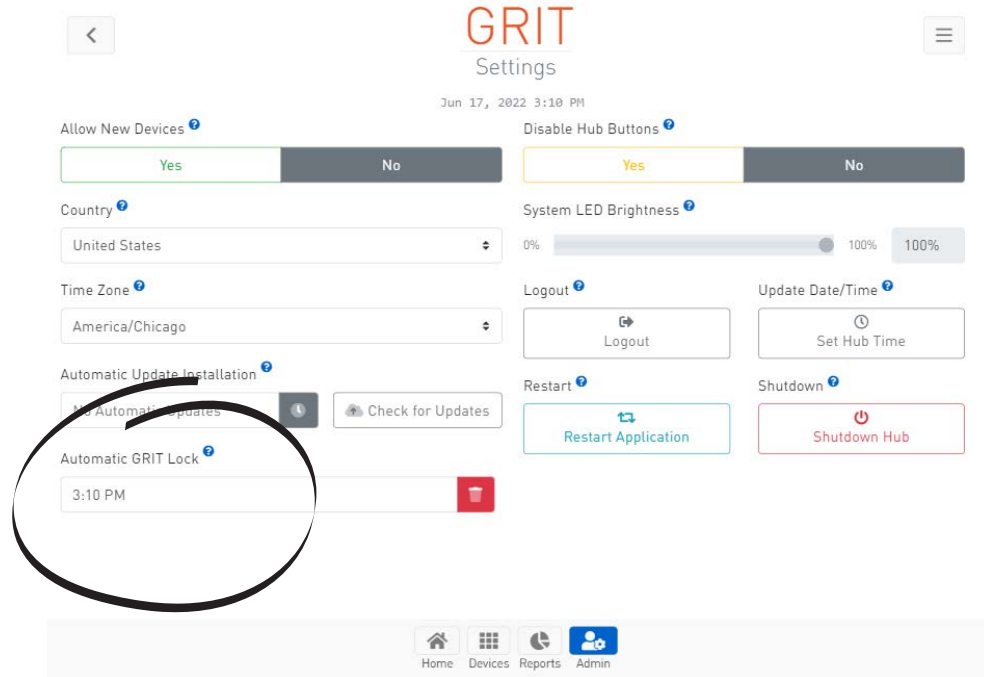 GRIT
Settings
Jun 17, 2022 3:10 PM
Allow New Devices
Yes No
Country
United States
Time Zone
America/Chicago
Automatic Update Installation
No Automatic Updates
Check for Updates
Automatic GRIT Lock
3:10 PM
Disable Hub Buttons
Yes No
System LED Brightness
0% 100% 100%
Logout
Logout
Update Date/Time
Set Hub Time
Restart
Restart Application
Shutdown
Shutdown Hub
Home Devices Reports Admin